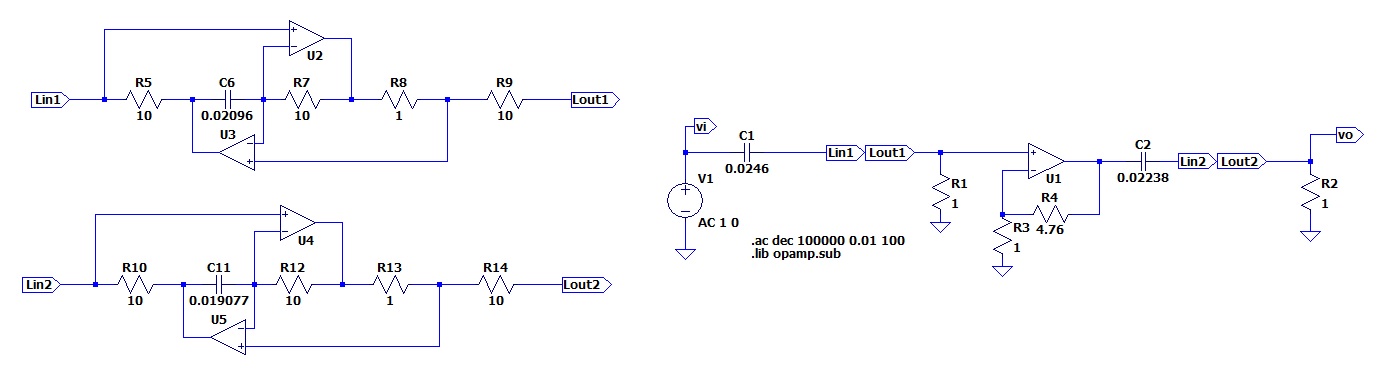 U2
Lin1
R5
10
C6
0.02096
R7
10
R8
1
R9
10
Lout1
U3
U4
Lin2
R10
10
C11
0.019077
R12
10
R13
1
R14
10
Lout2
U5
vi
C1
0.0246
V1
AC 1 0
Lin1
Lout1
R1
1
U1
R4
4.76
R3
1
C2
0.02238
Lin2
Lout2
vo
R2
1
.ac dec 100000 0.01 100
.lib opamp.sub